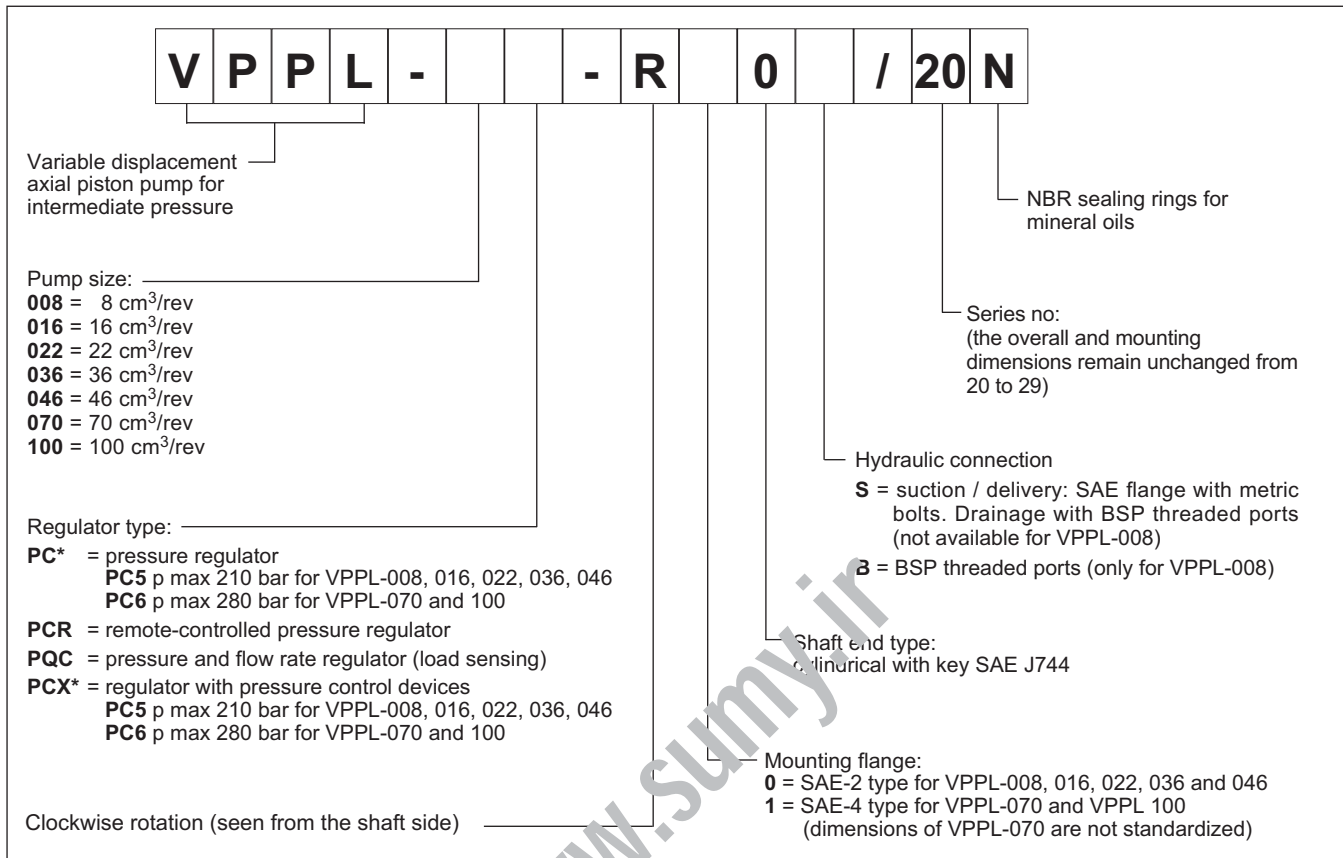 V P P L - - R 0 / 20 N
Variable displacement
axial piston pump for
intermediate pressure
NBR sealing rings for
mineral oils
Pump size:
008 = 8 cm3/rev
016 = 16 cm3/rev
022 = 22 cm3/rev
036 = 36 cm3/rev
046 = 46 cm3/rev
070 = 70 cm3/rev
100 = 100 cm3/rev
Series no:
(the overall and mounting
dimensions remain unchanged from
20 to 29)
Hydraulic connection
S = suction / delivery: SAE flange with metric
bolts. Drainage with BSP threaded ports
(not available for VPPL-008)
B = BSP threaded ports (only for VPPL-008)
Regulator type:
PC* = pressure regulator
PC5 p max 210 bar for VPPL-008, 016, 022, 036, 046
PC6 p max 280 bar for VPPL-070 and 100
PCR = remote-controlled pressure regulator
PQC = pressure and flow rate regulator (load sensing)
PCX* = regulator with pressure control devices
PC5 p max 210 bar for VPPL-008, 016, 022, 036, 046
PC6 p max 280 bar for VPPL-070 and 100
Shaft end type:
cylindrical with key SAE J744
Mounting flange:
0 = SAE-2 type for VPPL-008, 016, 022, 036 and 046
1 = SAE-4 type for VPPL-070 and VPPL 100
(dimensions of VPPL-070 are not standardized)
Clockwise rotation (seen from the shaft side)
w.sumy.ir